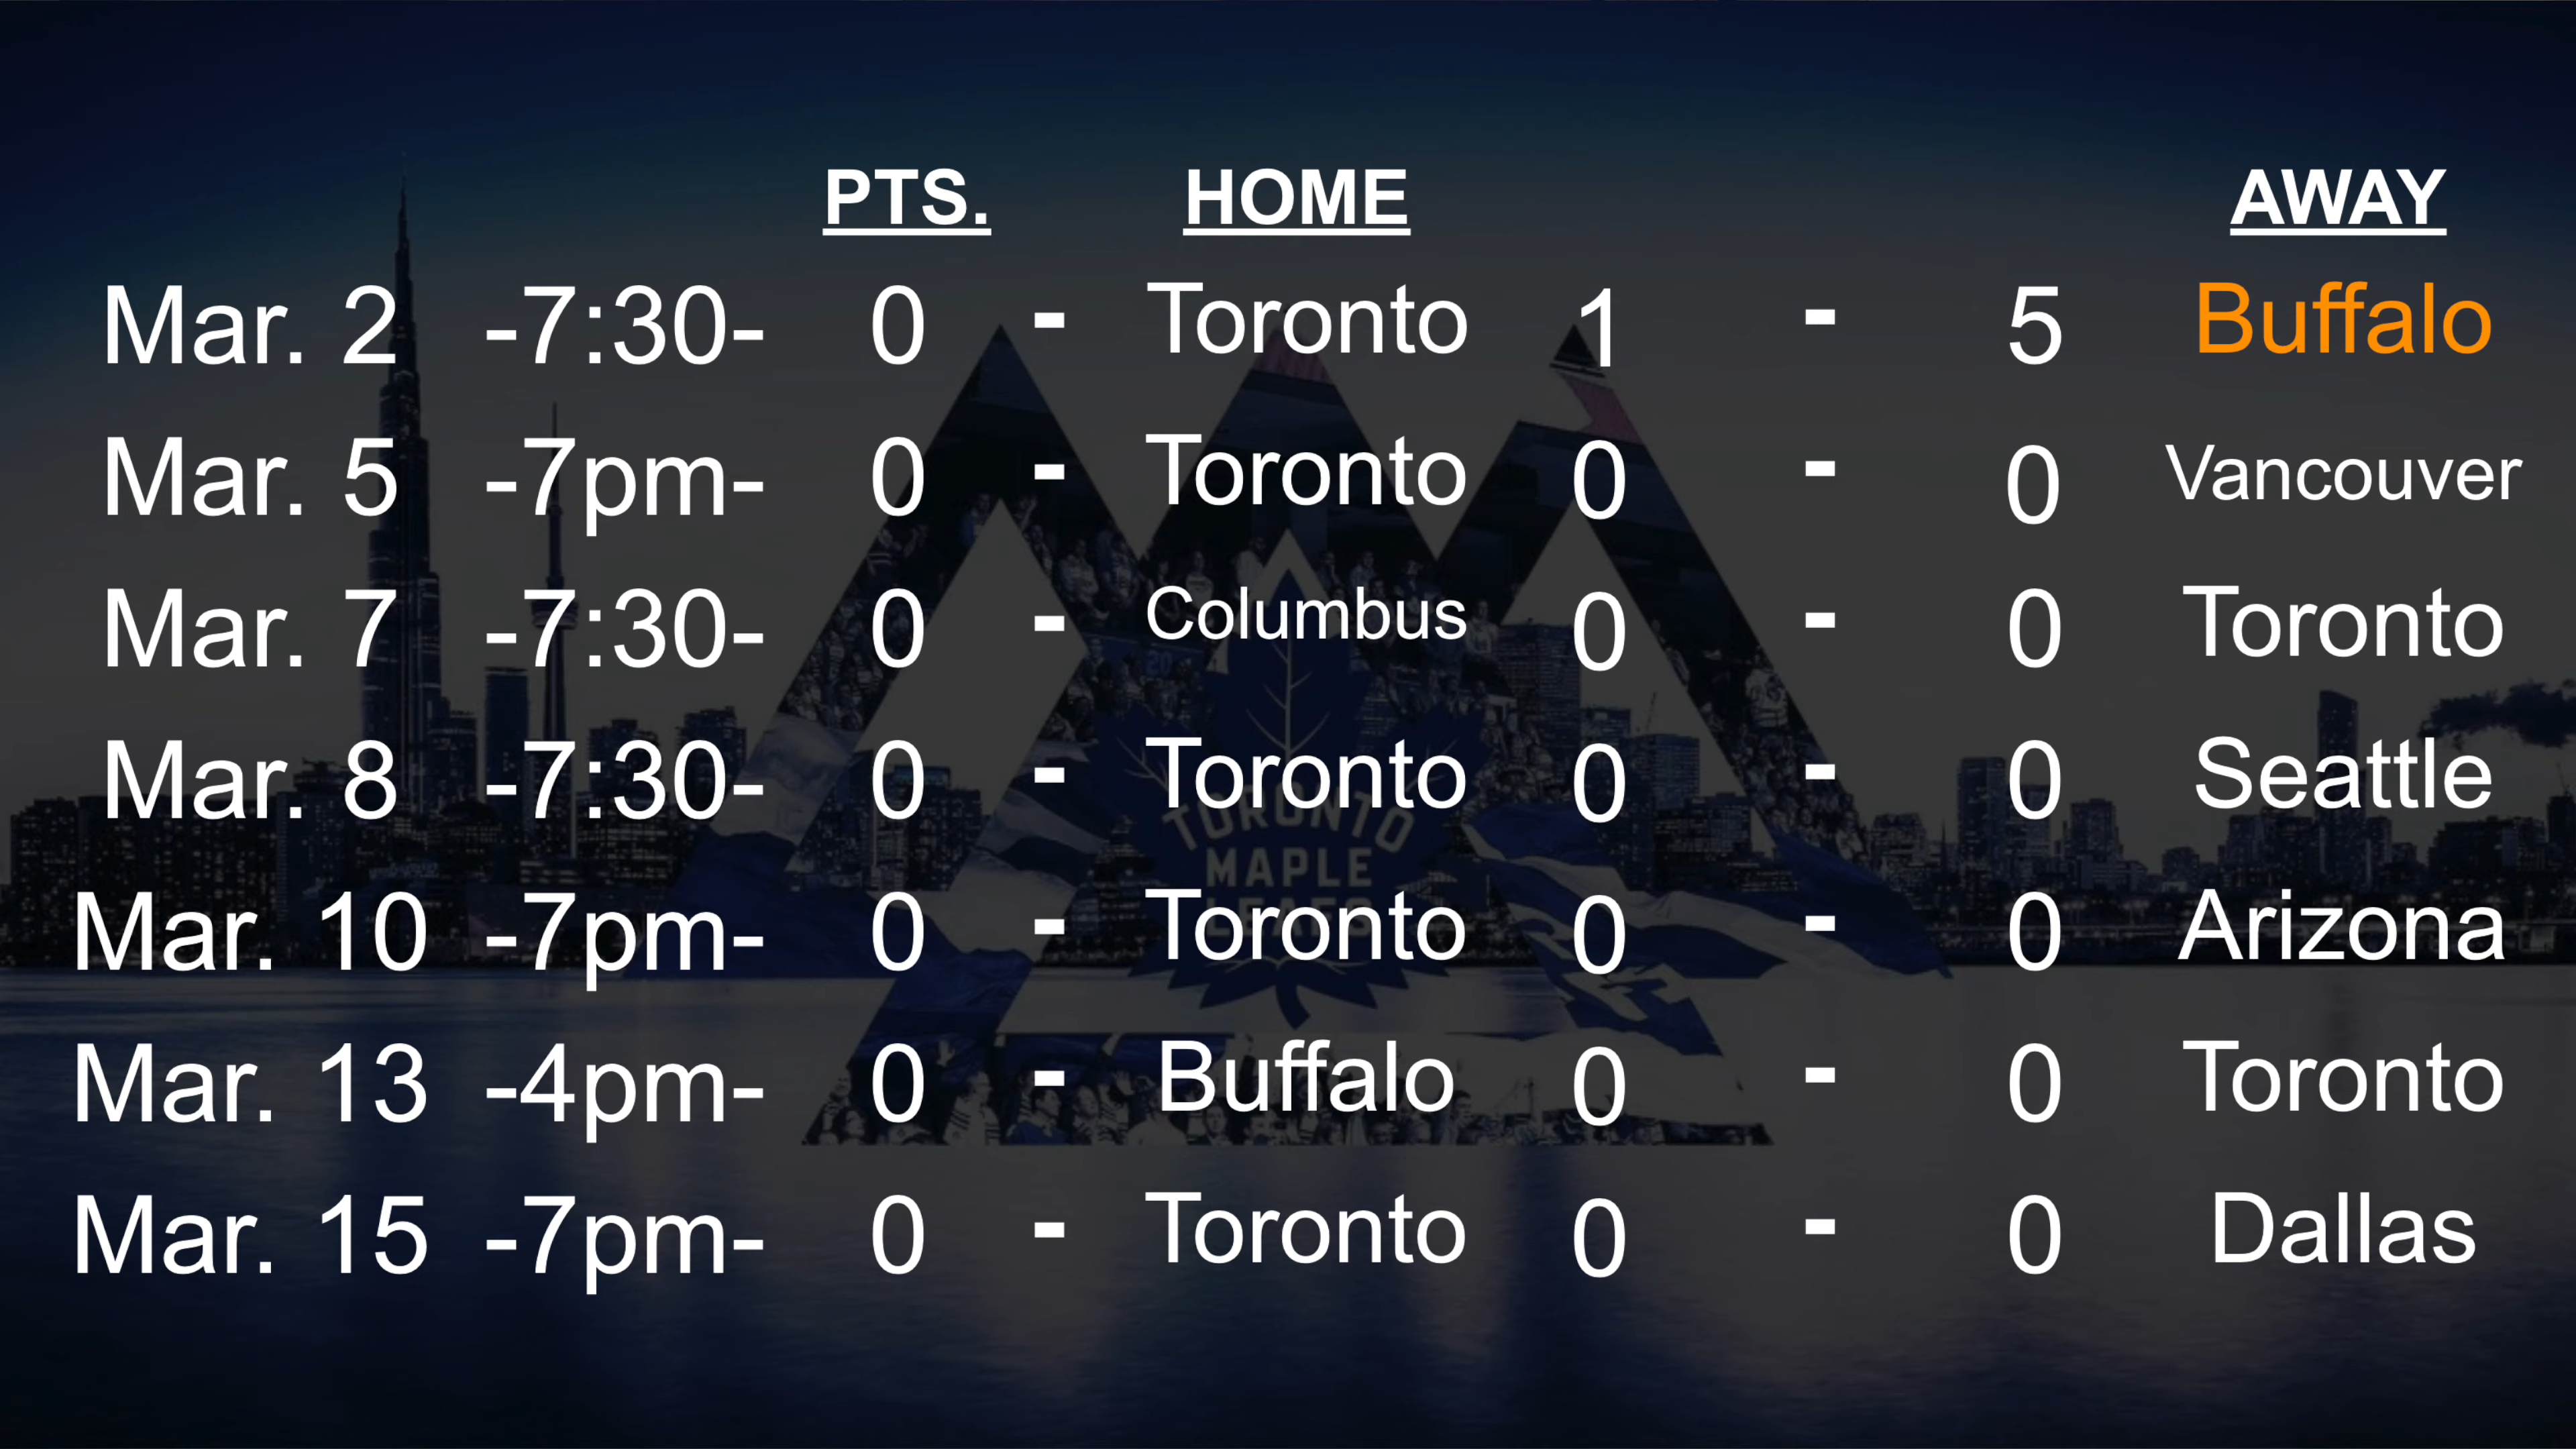 PTS. HOME AWAY
Mar. 2 -7:30- 0 - Toronto 1 - 5 Buffalo
Mar. 5 -7pm- 0 - Toronto 0 - 0 Vancouver
Mar. 7 -7:30- 0 - Columbus 0 - 0 Toronto
Mar. 8 -7:30- 0 - Toronto 0 - 0 Seattle
TORONTO
MAPLE
LEAFS
Mar. 10 -7pm- 0 - Toronto 0 - 0 Arizona
Mar. 13 -4pm- 0 - Buffalo 0 - 0 Toronto
Mar. 15 -7pm- 0 - Toronto 0 - 0 Dallas